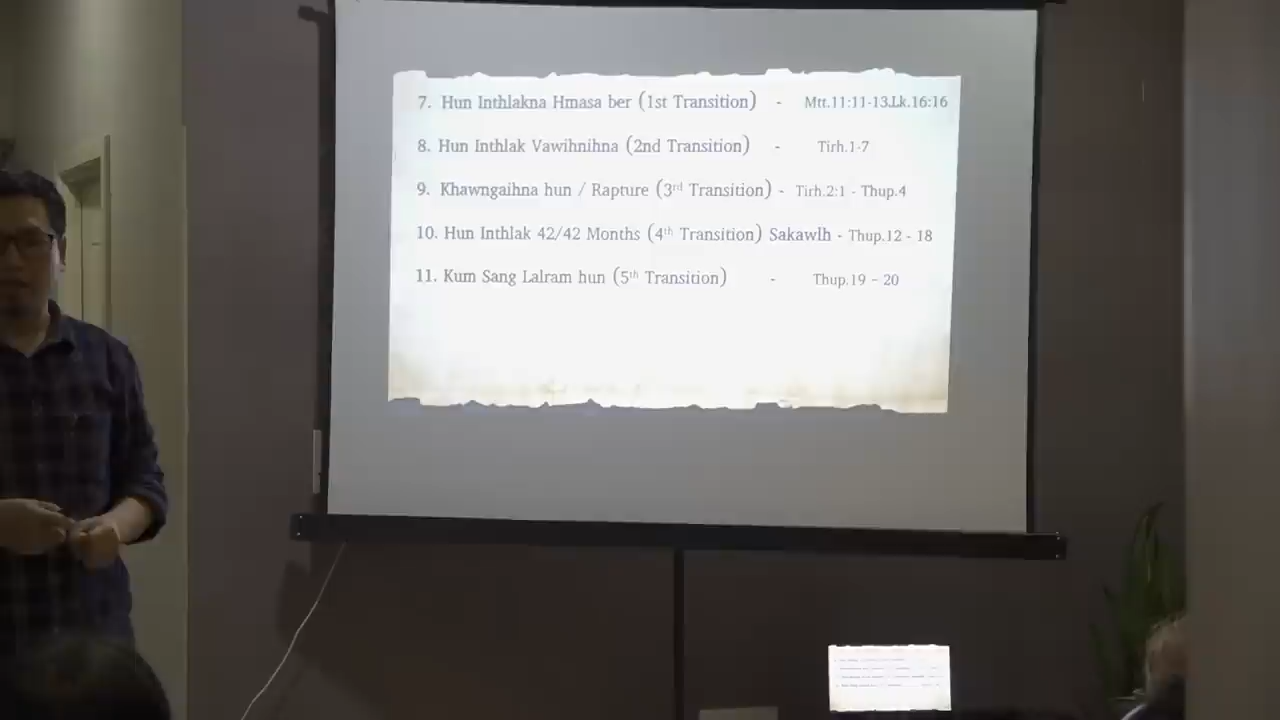 7. Hun Inthlakna Hmasa ber (1st Transition) - Mtt.11:11-13.Lk.16:16
8. Hun Inthlak Vawihnihna (2nd Transition) - Tirh.1-7
9. Khawngaihna hun / Rapture (3rd Transition) - Tirh.2:1 - Thup.4
10. Hun Inthlak 42/42 Months (4th Transition) Sakawlh - Thup.12 - 18
11. Kum Sang Lalram hun (5th Transition) - Thup.19 – 20